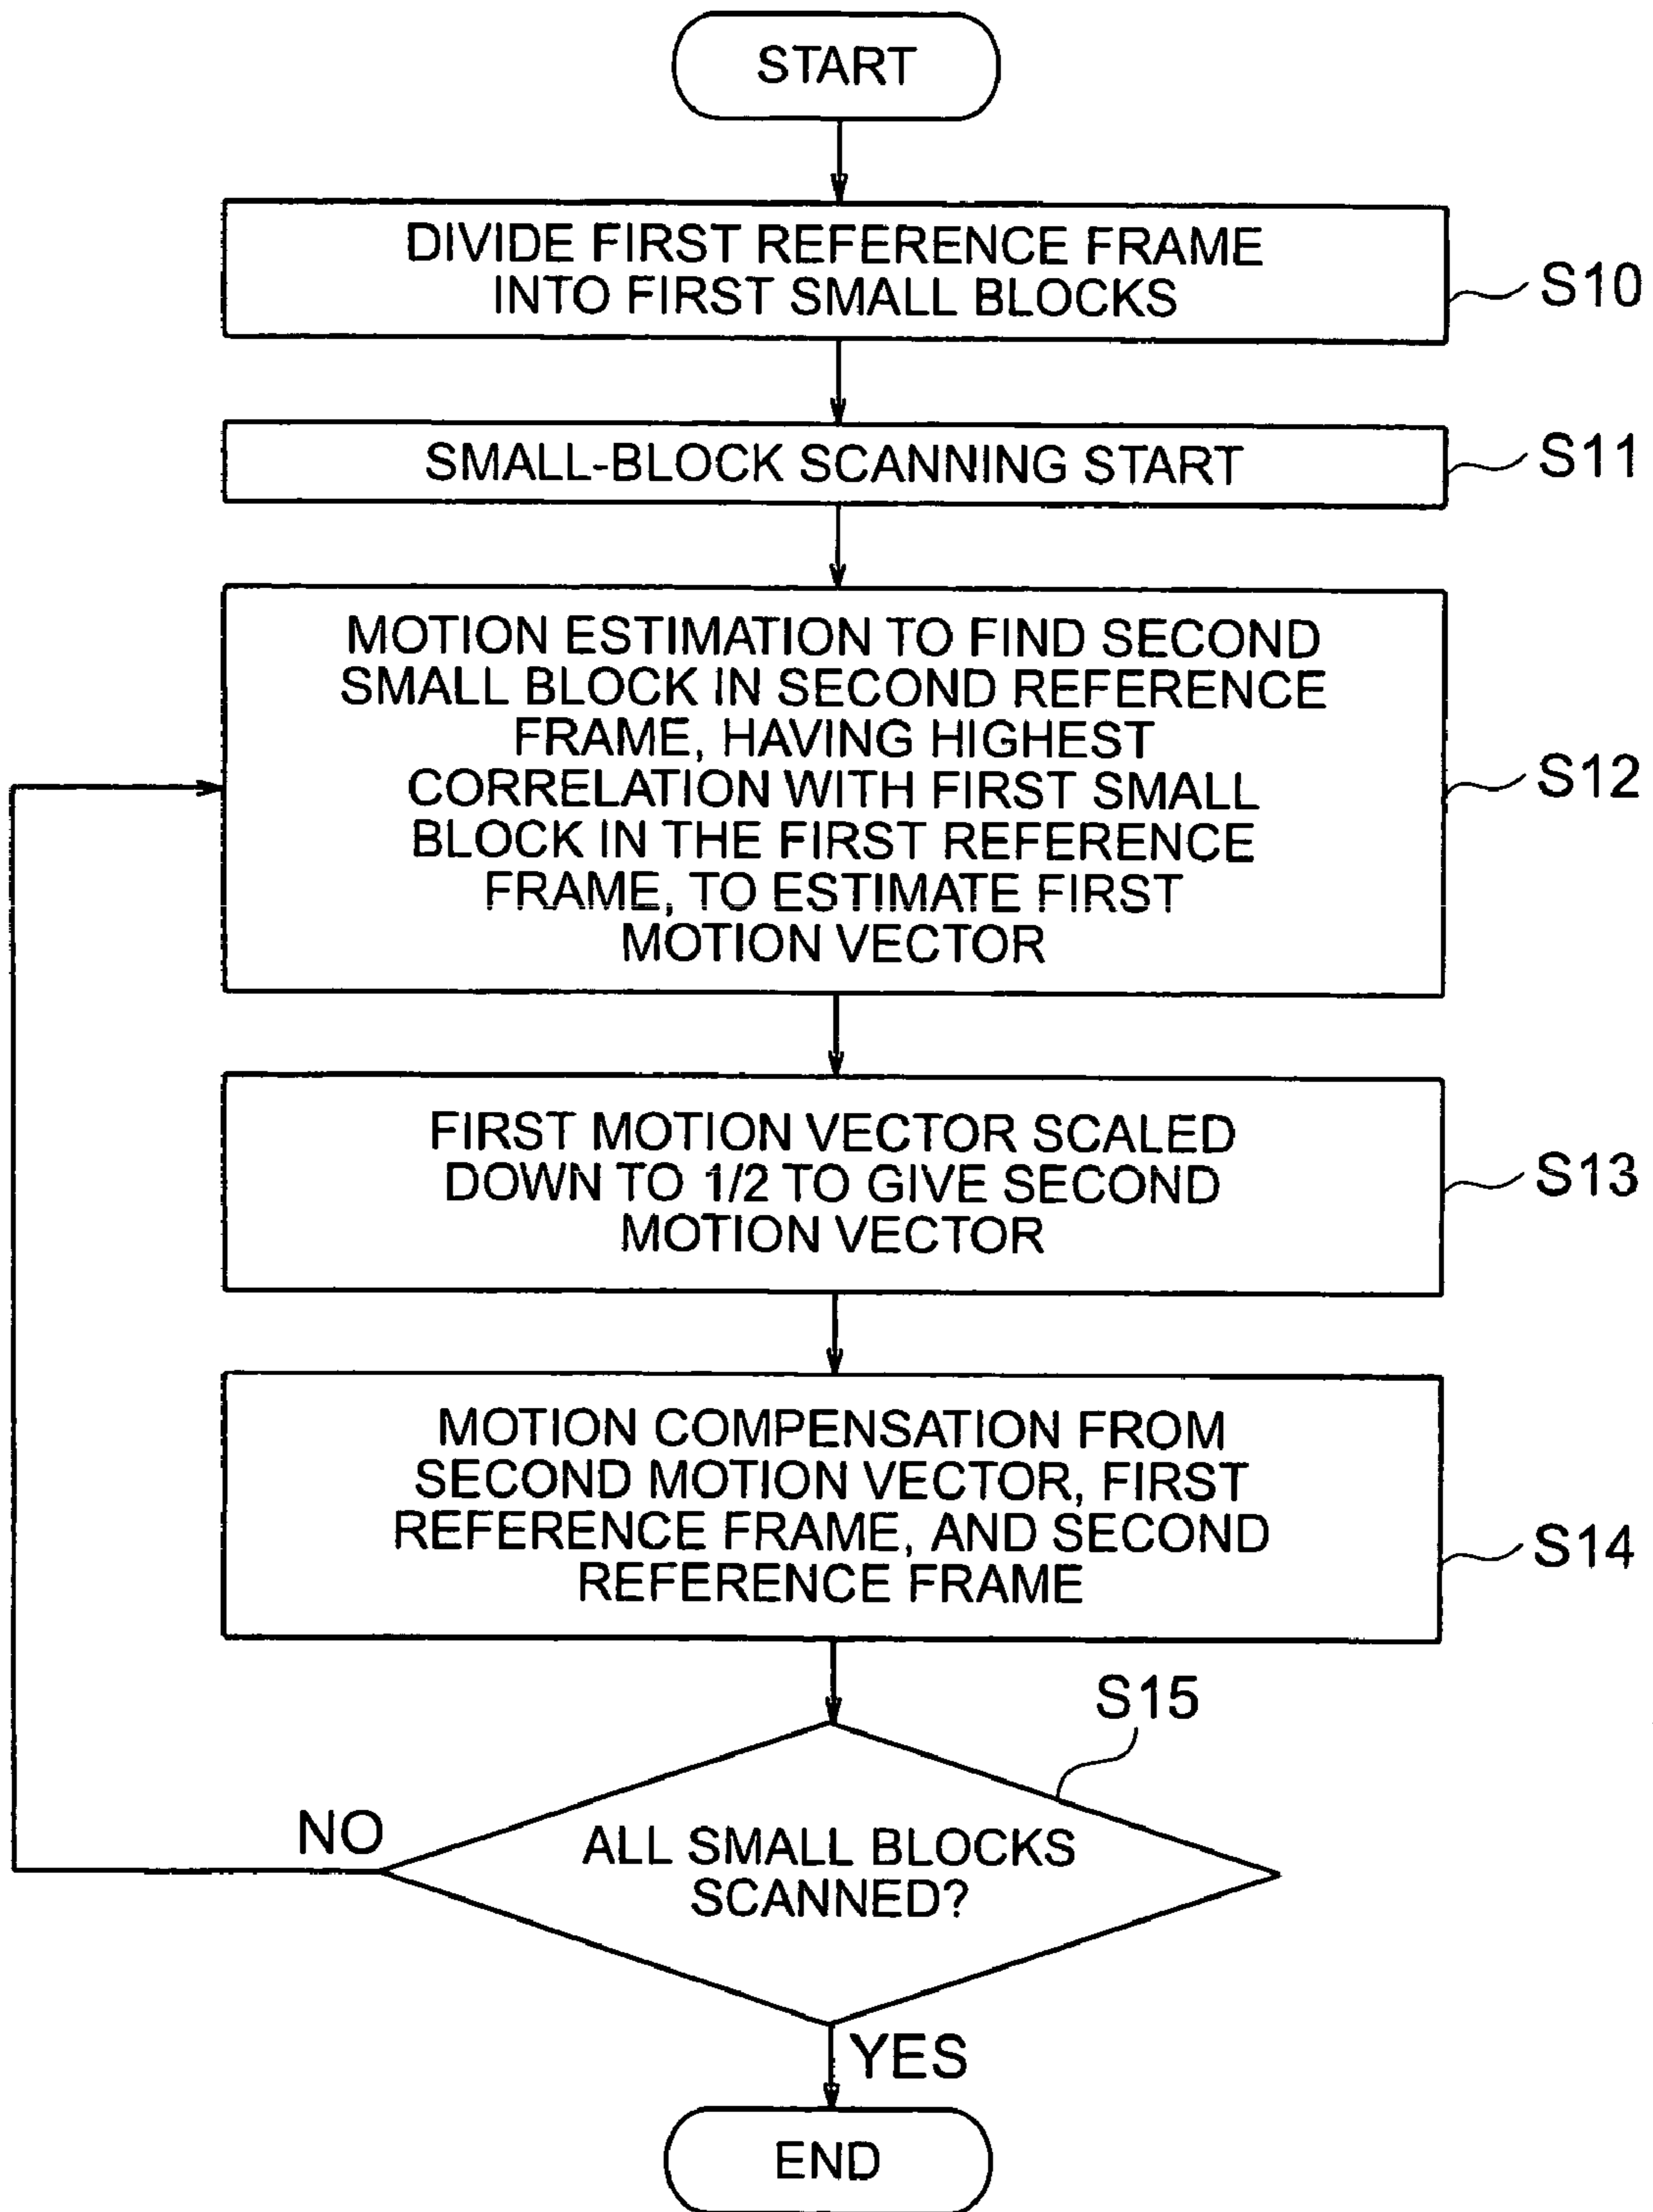 START
DIVIDE FIRST REFERENCE FRAME
INTO FIRST SMALL BLOCKS
S10
SMALL-BLOCK SCANNING START
S11
MOTION ESTIMATION TO FIND SECOND
SMALL BLOCK IN SECOND REFERENCE
FRAME, HAVING HIGHEST
CORRELATION WITH FIRST SMALL
BLOCK IN THE FIRST REFERENCE
FRAME, TO ESTIMATE FIRST
MOTION VECTOR
S12
FIRST MOTION VECTOR SCALED
DOWN TO 1/2 TO GIVE SECOND
MOTION VECTOR
S13
MOTION COMPENSATION FROM
SECOND MOTION VECTOR, FIRST
REFERENCE FRAME, AND SECOND
REFERENCE FRAME
S14
S15
NO
ALL SMALL BLOCKS
SCANNED?
YES
END